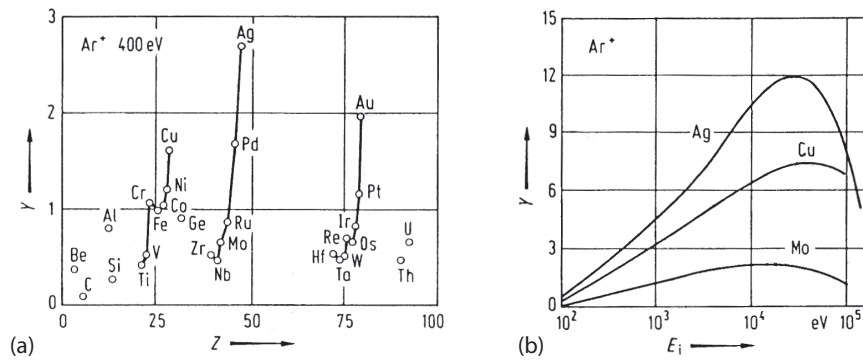 3
Ar+ 400 eV
Ag
2
Au
Cu
Pd
γ
Cr
Ni
Pt
1
Co
Fe
Ge
Ru
Ir
Al
Re
U
Be
V
Zr
Mo
Hf
Os
Si
Ti
Nb
Ta
W
Th
C
0
0 25 50 75 100
(a)
Z
15
Ar+
12
Ag
9
Cu
γ
6
3
Mo
0
10² 10³ 10⁴ eV 10⁵
(b)
Ei